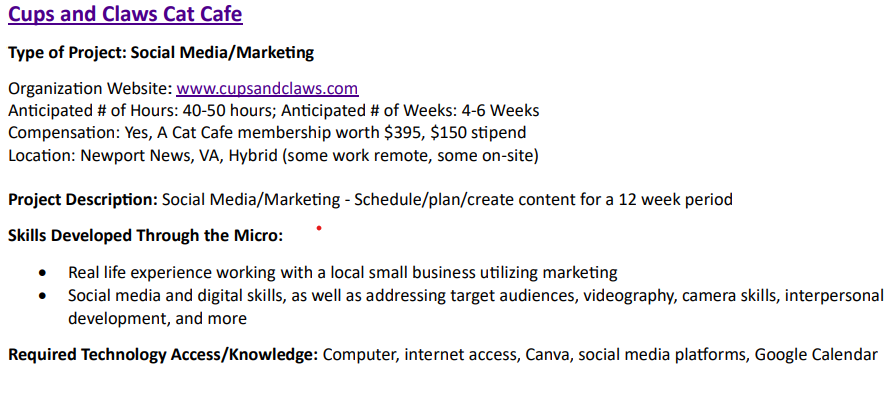 Cups and Claws Cat Cafe
Type of Project: Social Media/Marketing
Organization Website: www.cupsandclaws.com
Anticipated # of Hours: 40-50 hours; Anticipated # of Weeks: 4-6 Weeks
Compensation: Yes, A Cat Cafe membership worth $395, $150 stipend
Location: Newport News, VA, Hybrid (some work remote, some on-site)
Project Description: Social Media/Marketing - Schedule/plan/create content for a 12 week period
Skills Developed Through the Micro:
• Real life experience working with a local small business utilizing marketing
• Social media and digital skills, as well as addressing target audiences, videography, camera skills, interpersonal
development, and more
Required Technology Access/Knowledge: Computer, internet access, Canva, social media platforms, Google Calendar